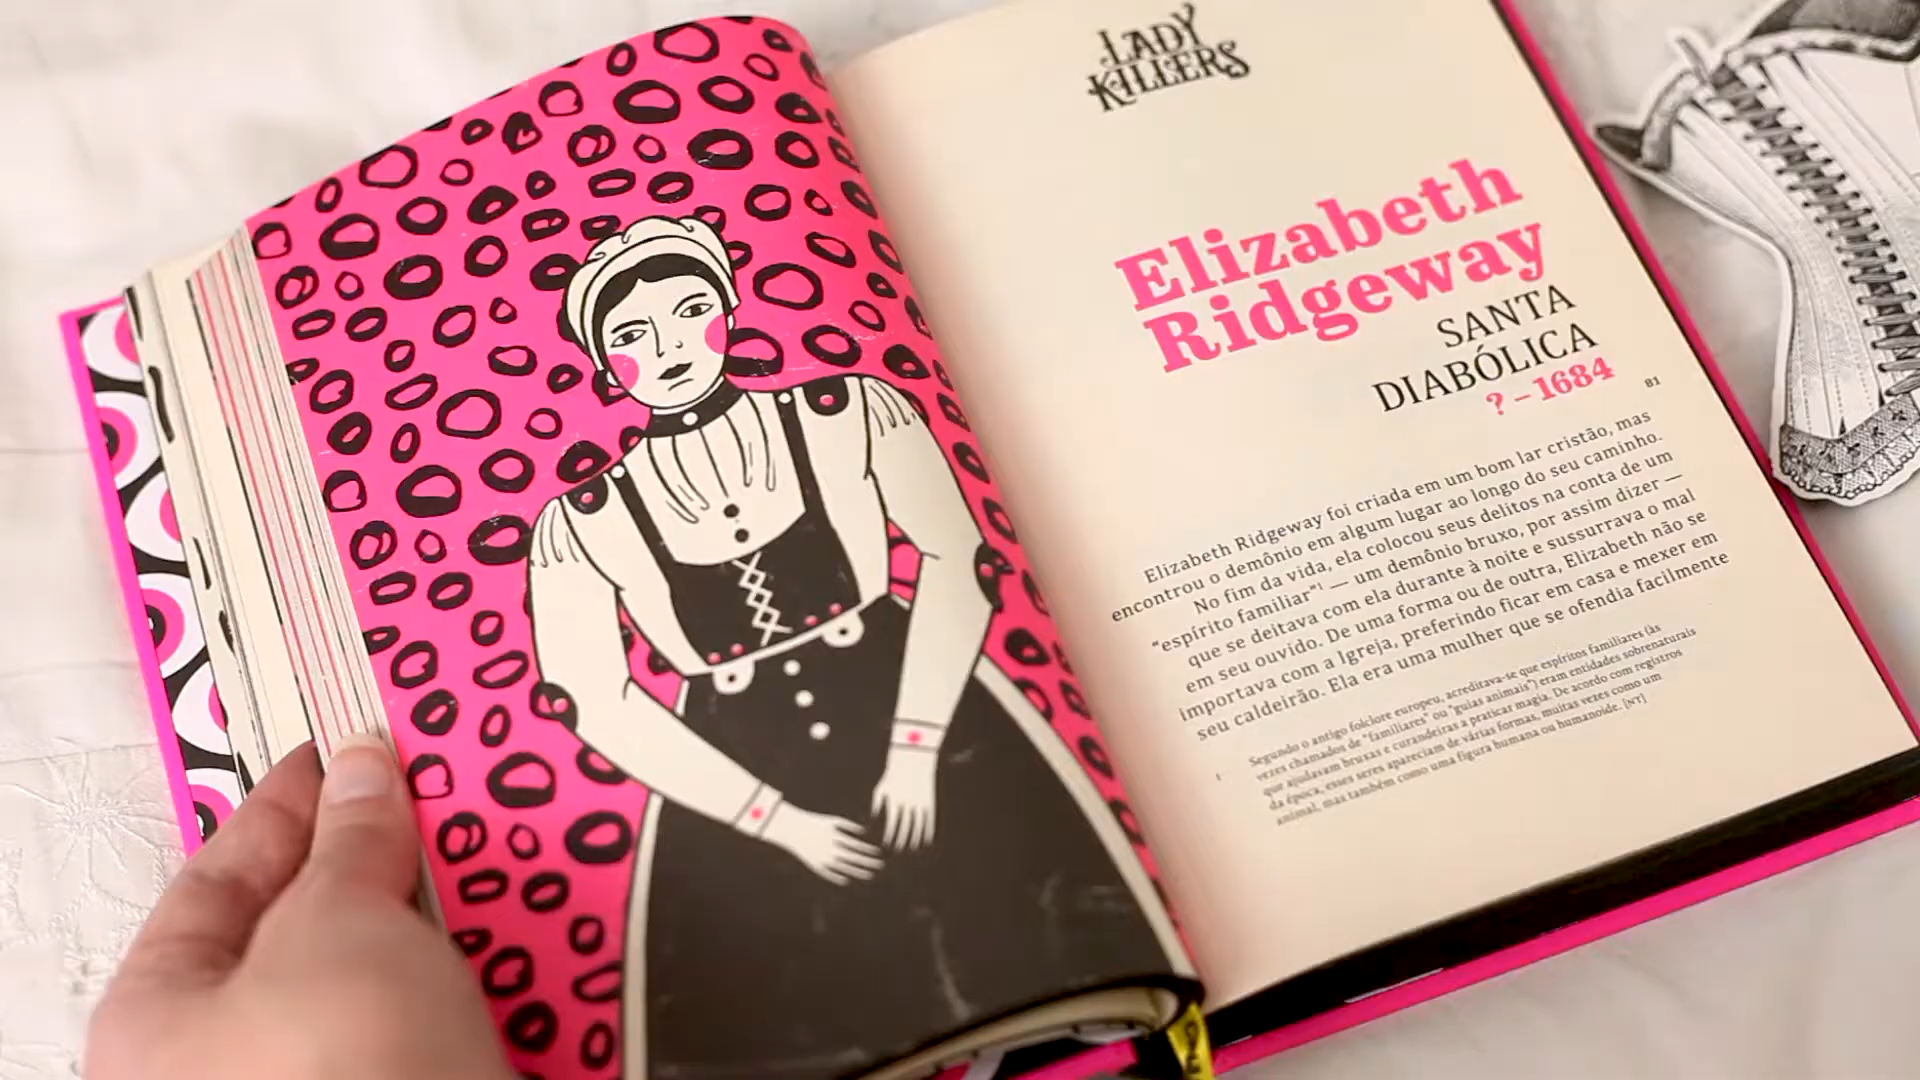 LADY
KILLERS
Elizabeth
Ridgeway
SANTA
DIABÓLICA
? – 1684
81
Elizabeth Ridgeway foi criada em um bom lar cristão, mas
encontrou o demônio em algum lugar ao longo do seu caminho.
No fim da vida, ela colocou seus delitos na conta de um
“espírito familiar”¹ — um demônio bruxo, por assim dizer —
que se deitava com ela durante à noite e sussurrava o mal
em seu ouvido. De uma forma ou de outra, Elizabeth não se
importava com a Igreja, preferindo ficar em casa e mexer em
seu caldeirão. Ela era uma mulher que se ofendia facilmente
1 Segundo o antigo folclore europeu, acreditava-se que espíritos familiares (às
vezes chamados de "familiares" ou "guias animais") eram entidades sobrenaturais
que ajudavam bruxas e curandeiras a praticar magia. De acordo com registros
da época, esses seres apareciam de várias formas, muitas vezes como um
animal, mas também como uma figura humana ou humanoide. [NT]